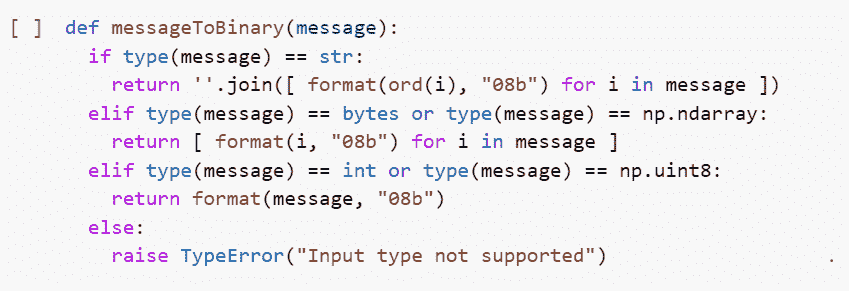 [ ] def messageToBinary(message):
  if type(message) == str:
    return ''.join([ format(ord(i), "08b") for i in message ])
  elif type(message) == bytes or type(message) == np.ndarray:
    return [ format(i, "08b") for i in message ]
  elif type(message) == int or type(message) == np.uint8:
    return format(message, "08b")
  else:
    raise TypeError("Input type not supported")